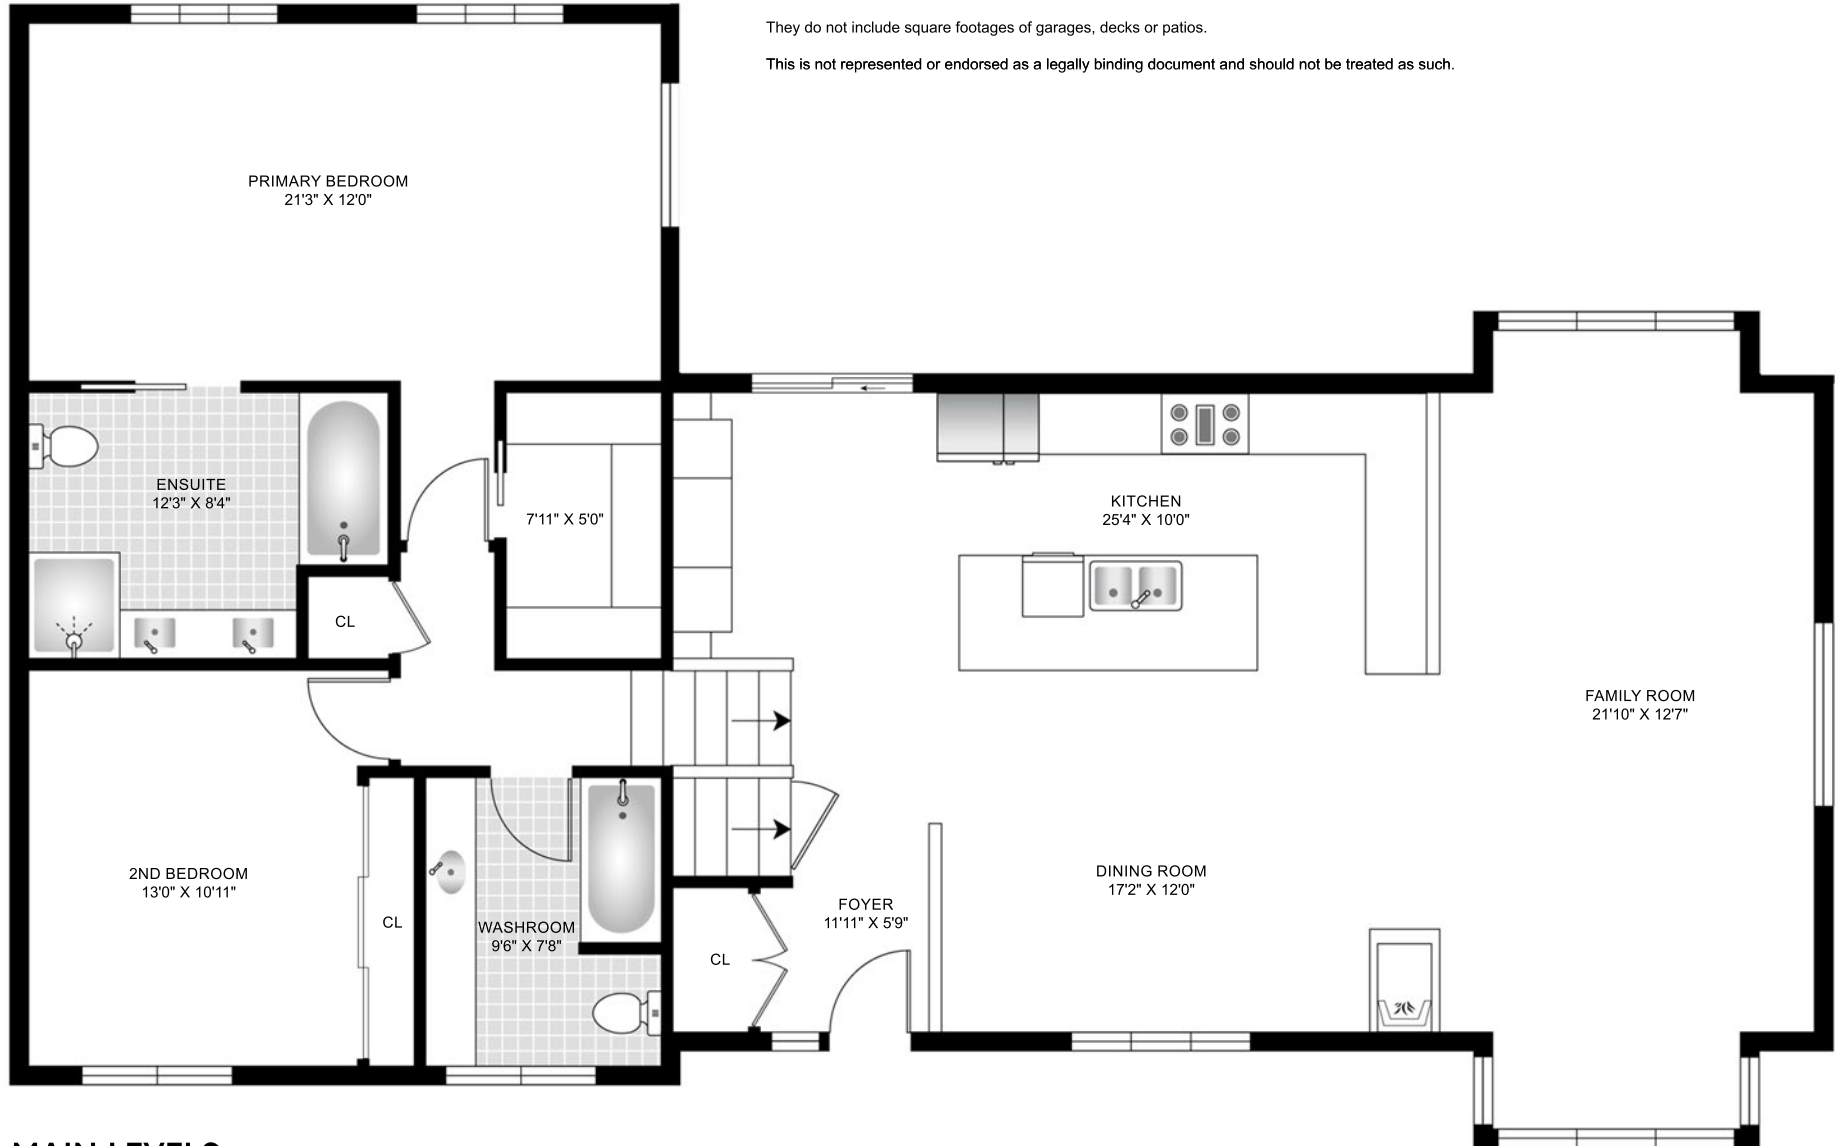 They do not include square footages of garages, decks or patios.
This is not represented or endorsed as a legally binding document and should not be treated as such.
PRIMARY BEDROOM
21'3" X 12'0"
ENSUITE
12'3" X 8'4"
7'11" X 5'0"
KITCHEN
25'4" X 10'0"
CL
FAMILY ROOM
21'10" X 12'7"
2ND BEDROOM
13'0" X 10'11"
CL
WASHROOM
9'6" X 7'8"
CL
FOYER
11'11" X 5'9"
DINING ROOM
17'2" X 12'0"
MAIN LEVELS